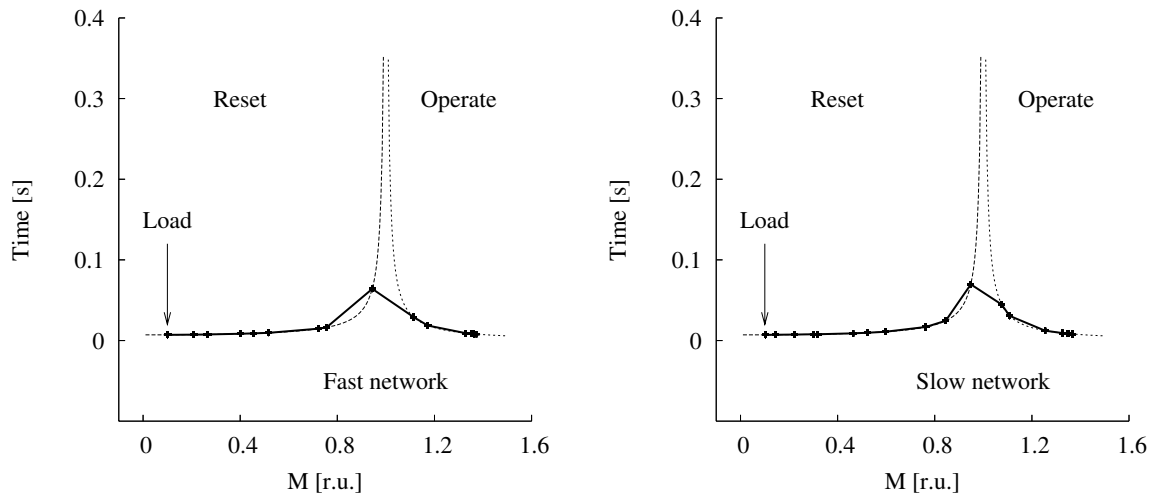 0.4
0.3
0.2
0.1
0
Time [s]
Reset
Operate
Load
Fast network
0 0.4 0.8 1.2 1.6
M [r.u.]
0.4
0.3
0.2
0.1
0
Time [s]
Reset
Operate
Load
Slow network
0 0.4 0.8 1.2 1.6
M [r.u.]